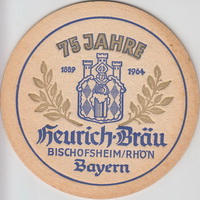 75 JAHRE
1889 1964
Heurich-Bräu
BISCHOFSHEIM/RHÖN
Bayern